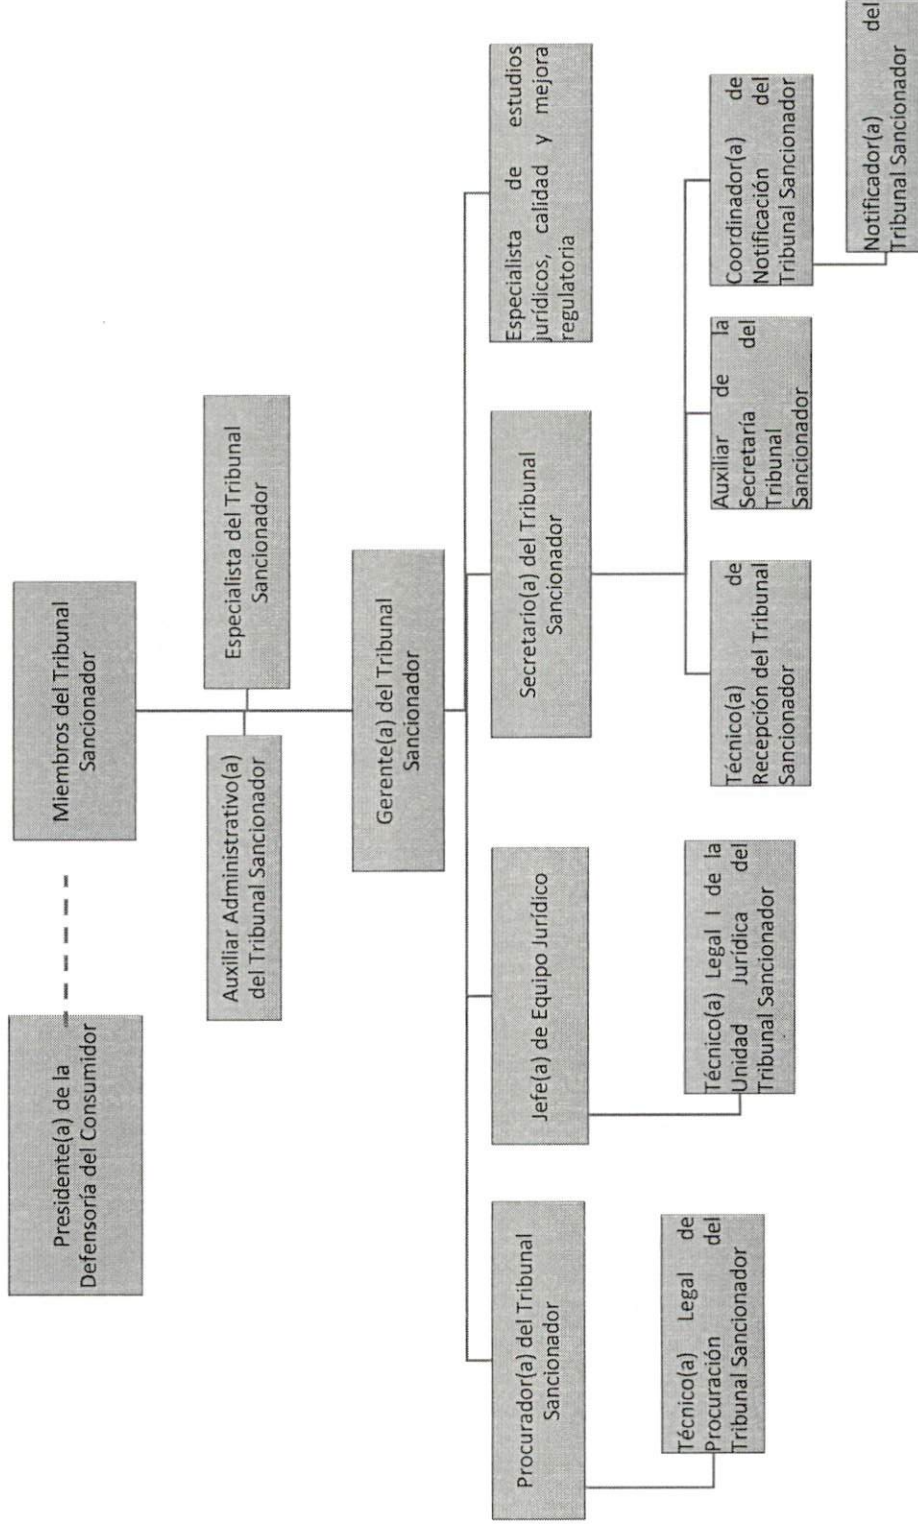 Presidente(a) de la
Defensoría del Consumidor
Miembros del Tribunal
Sancionador
Auxiliar Administrativo(a)
del Tribunal Sancionador
Especialista del Tribunal
Sancionador
Gerente(a) del Tribunal
Sancionador
Procurador(a) del Tribunal
Sancionador
Jefe(a) de Equipo Jurídico
Secretario(a) del Tribunal
Sancionador
Especialista de estudios
jurídicos, calidad y mejora
regulatoria
Técnico(a) Legal de
Procuración del
Tribunal Sancionador
Técnico(a) Legal I de la
Unidad Jurídica del
Tribunal Sancionador
Técnico(a) de
Recepción del Tribunal
Sancionador
Auxiliar de la
Secretaría del
Tribunal
Sancionador
Coordinador(a) de
Notificación del
Tribunal Sancionador
Notificador(a) del
Tribunal Sancionador